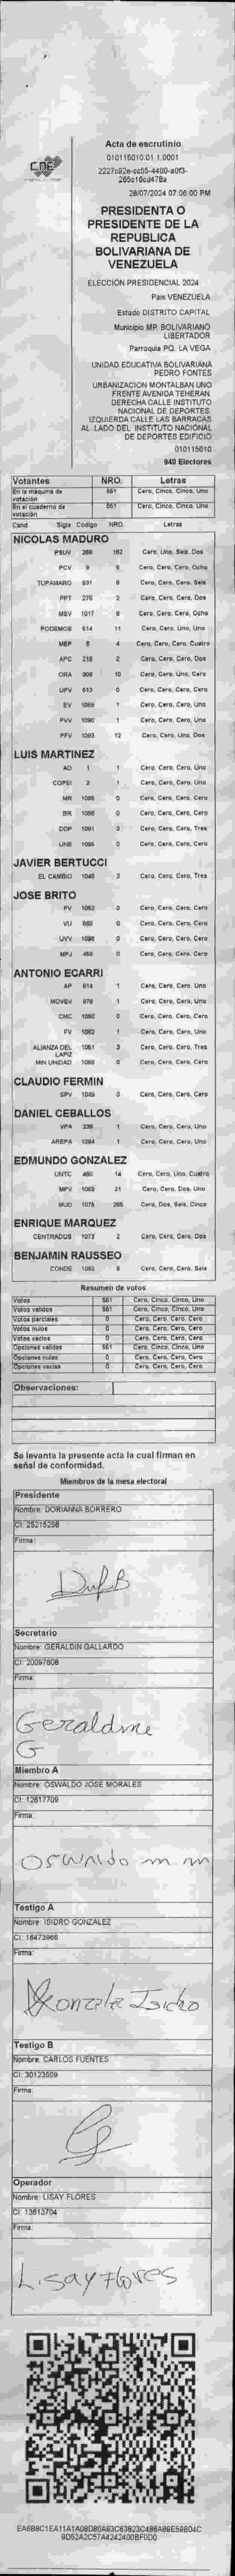 Acta de escrutinio
010115010.01.1.0001
28/07/2024 07:06:00 PM
CNE
PRESIDENTA O
PRESIDENTE DE LA
REPUBLICA
BOLIVARIANA DE
VENEZUELA
ELECCIÓN PRESIDENCIAL 2024
Pais VENEZUELA
Estado DISTRITO CAPITAL
Municipio MP. BOLIVARIANO
LIBERTADOR
Parroquia PQ. LA VEGA
UNIDAD EDUCATIVA BOLIVARIANA
PEDRO FONTES
URBANIZACION MONTALBAN UNO
FRENTE AVENIDA TEHERAN.
DERECHA CALLE INSTITUTO
NACIONAL DE DEPORTES.
IZQUIERDA CALLE LAS BARRACAS
AL LADO DEL INSTITUTO NACIONAL
DE DEPORTES EDIFICIO
010115010
940 Electores
Votantes NRO. Letras
En la máquina de votación 551 Cero, Cinco, Cinco, Uno
En el cuaderno de votación 551 Cero, Cinco, Cinco, Uno
Cand. Sigla Codigo NRO. Letras
NICOLAS MADURO
PSUV 269 162 Cero, Uno, Seis, Dos
PCV 8 Cero, Cero, Cero, Ocho
TUPAMARO 931 6 Cero, Cero, Cero, Seis
PPT 275 2 Cero, Cero, Cero, Dos
MSV 1017 8 Cero, Cero, Cero, Ocho
PODEMOS 514 11 Cero, Cero, Uno, Uno
MEP 4 Cero, Cero, Cero, Cuatro
APC 218 2 Cero, Cero, Cero, Dos
ORA 906 10 Cero, Cero, Uno, Cero
UPV 613 0 Cero, Cero, Cero, Cero
EV 1089 1 Cero, Cero, Cero, Uno
PVV 1090 1 Cero, Cero, Cero, Uno
PFV 1093 12 Cero, Cero, Uno, Dos
LUIS MARTINEZ
AD 1 1 Cero, Cero, Cero, Uno
COPEI 2 1 Cero, Cero, Cero, Uno
MR 0 Cero, Cero, Cero, Cero
BR 0 Cero, Cero, Cero, Cero
DDP 1091 3 Cero, Cero, Cero, Tres
UNE 0 Cero, Cero, Cero, Cero
JAVIER BERTUCCI
EL CAMBIO 1048 3 Cero, Cero, Cero, Tres
JOSE BRITO
PV 1053 0 Cero, Cero, Cero, Cero
VU 0 Cero, Cero, Cero, Cero
UVV 0 Cero, Cero, Cero, Cero
MPJ 0 Cero, Cero, Cero, Cero
ANTONIO ECARRI
AP 814 1 Cero, Cero, Cero, Uno
MOVEV 879 1 Cero, Cero, Cero, Uno
CMC 1050 0 Cero, Cero, Cero, Cero
FV 1052 1 Cero, Cero, Cero, Uno
ALIANZA DEL LAPIZ 1051 3 Cero, Cero, Cero, Tres
MIN UNIDAD 0 Cero, Cero, Cero, Cero
CLAUDIO FERMIN
SPV 1049 0 Cero, Cero, Cero, Cero
DANIEL CEBALLOS
VPA 1 Cero, Cero, Cero, Uno
AREPA 1094 1 Cero, Cero, Cero, Uno
EDMUNDO GONZALEZ
UNTC 450 14 Cero, Cero, Uno, Cuatro
MPV 21 Cero, Cero, Dos, Uno
MUD 1075 265 Cero, Dos, Seis, Cinco
ENRIQUE MARQUEZ
CENTRADOS 1073 2 Cero, Cero, Cero, Dos
BENJAMIN RAUSSEO
CONDE 1092 6 Cero, Cero, Cero, Seis
Resumen de votos
Votos 551 Cero, Cinco, Cinco, Uno
Votos validos 551 Cero, Cinco, Cinco, Uno
Votos parciales 0 Cero, Cero, Cero, Cero
Votos nulos 0 Cero, Cero, Cero, Cero
Votos vacios 0 Cero, Cero, Cero, Cero
Opciones validas 551 Cero, Cinco, Cinco, Uno
Opciones nulas 0 Cero, Cero, Cero, Cero
Opciones vacias 0 Cero, Cero, Cero, Cero
Observaciones:
Se levanta la presente acta la cual firman en
señal de conformidad.
Miembros de la mesa electoral
Presidente
Nombre: DORIANNA BORRERO
CI: 25215258
Firma:
Secretario
Nombre: GERALDIN GALLARDO
CI: 20097608
Firma:
Geraldine
G
Miembro A
Nombre: OSWALDO JOSE MORALES
CI: 12617709
Firma:
Oswaldo m. m
Testigo A
Nombre: ISIDRO GONZALEZ
CI: 16473966
Firma:
Gonzalez Isidro
Testigo B
Nombre: CARLOS FUENTES
CI: 30123509
Firma:
Operador
Nombre: LISAY FLORES
CI: 13613704
Firma:
Lisay Flores